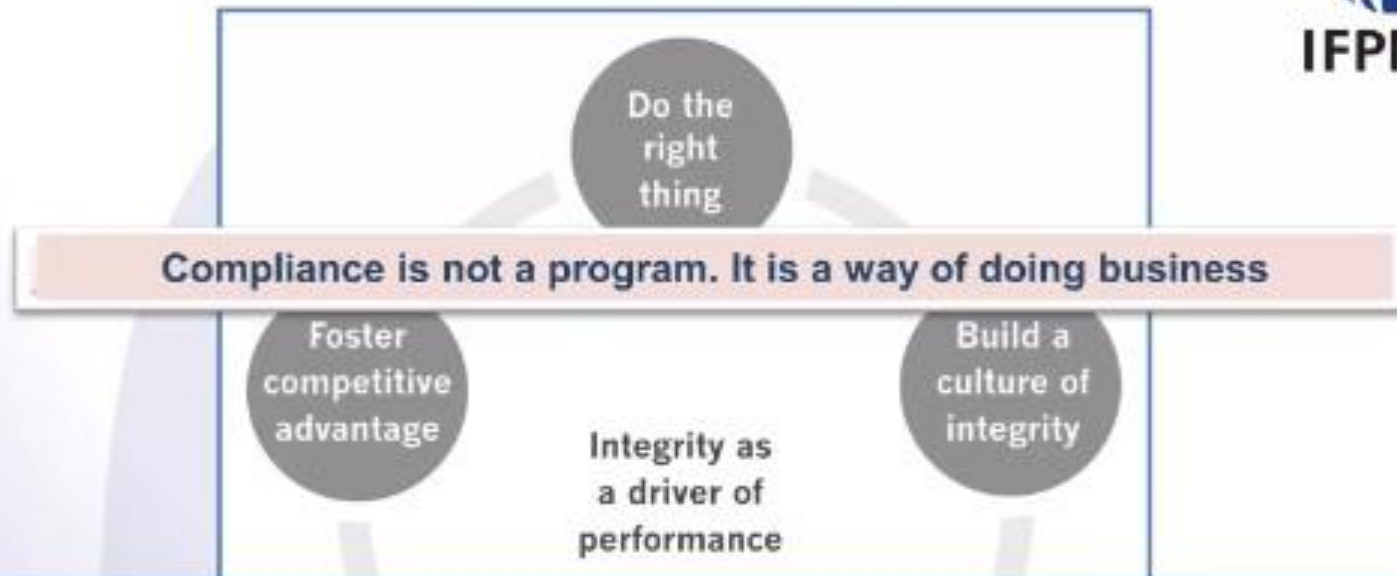 Do the
right
thing
Compliance is not a program. It is a way of doing business
Foster
competitive
advantage
Build a
culture of
integrity
Integrity as
a driver of
performance